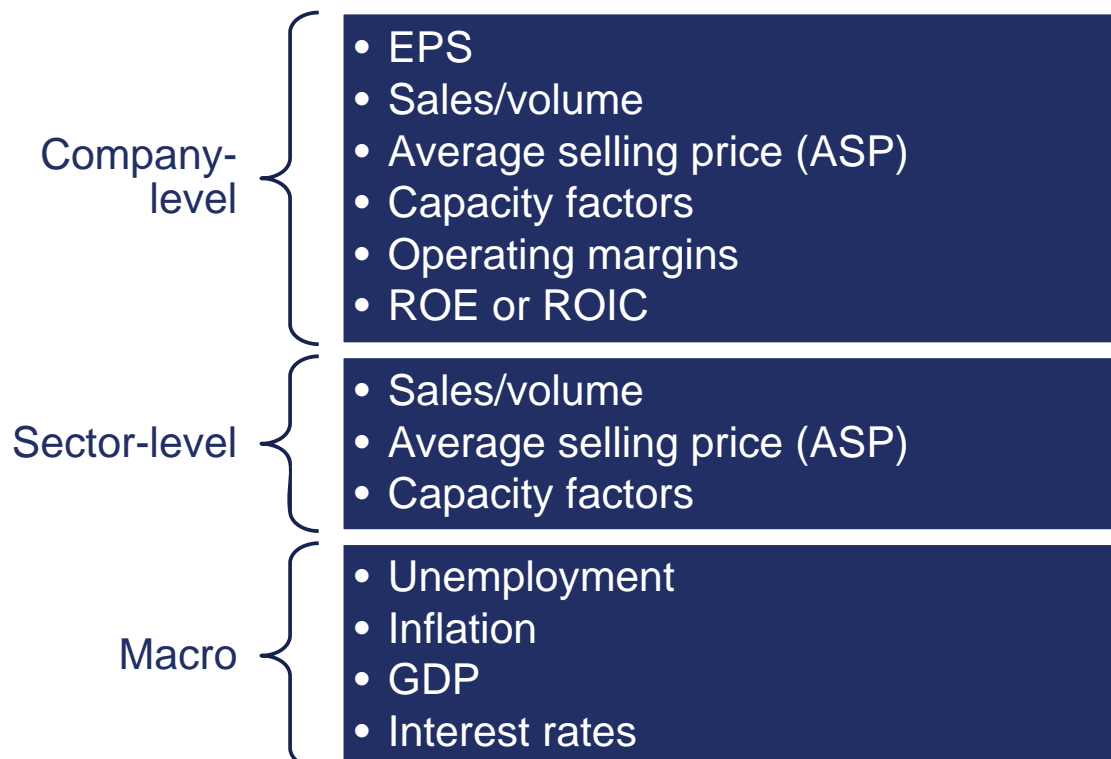 Company-
level
• EPS
• Sales/volume
• Average selling price (ASP)
• Capacity factors
• Operating margins
• ROE or ROIC
Sector-level
• Sales/volume
• Average selling price (ASP)
• Capacity factors
Macro
• Unemployment
• Inflation
• GDP
• Interest rates